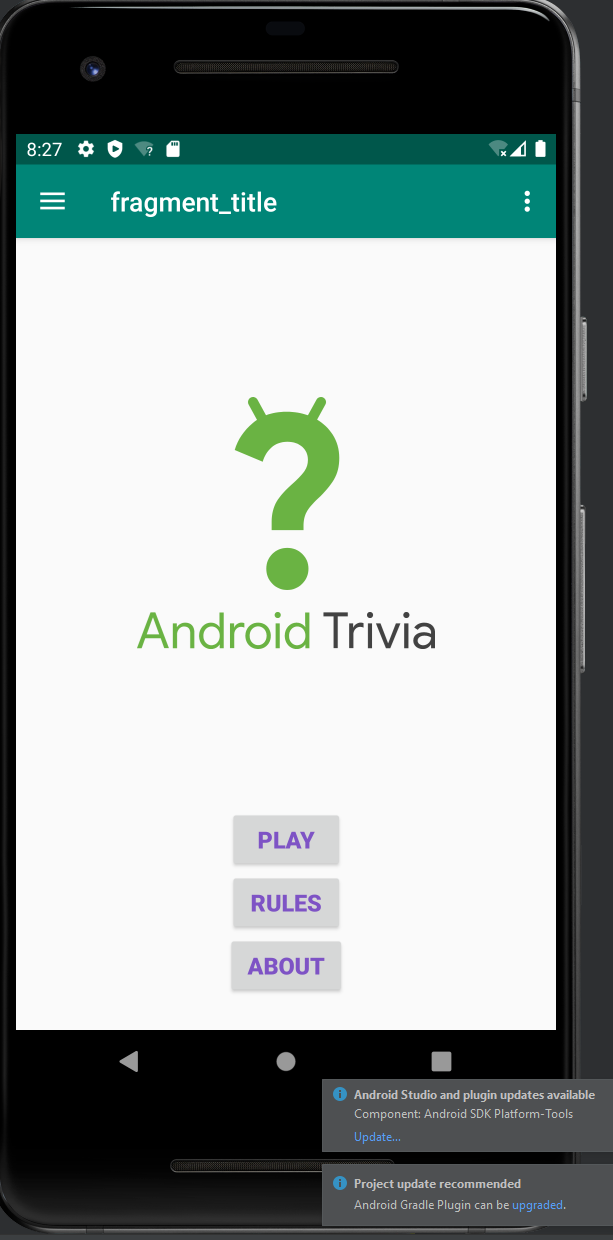 8:27
fragment_title
Android Trivia
PLAY
RULES
ABOUT
Android Studio and plugin updates available
Component: Android SDK Platform-Tools
Update...
Project update recommended
Android Gradle Plugin can be upgraded.